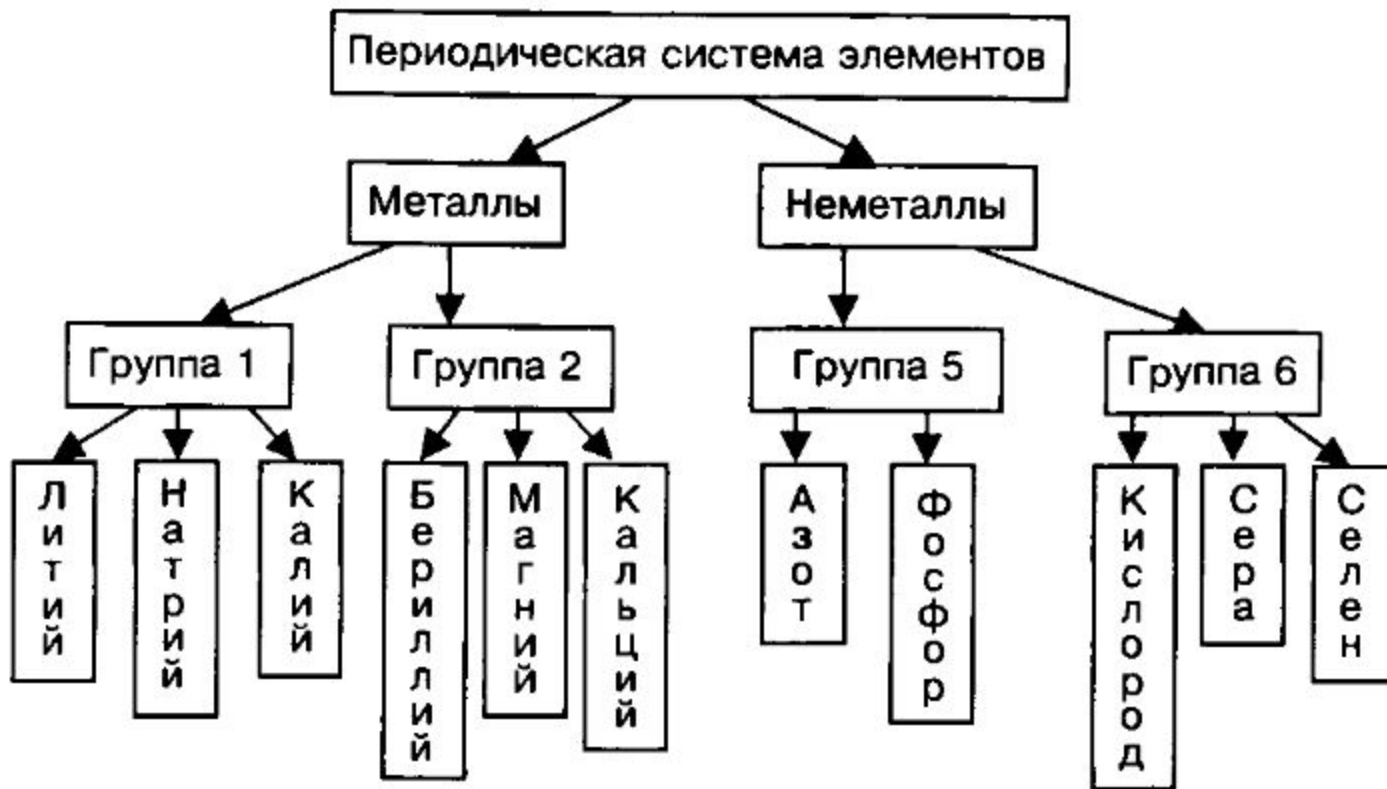 Периодическая система элементов
Металлы
Неметаллы
Группа 1
Группа 2
Группа 5
Группа 6
Литий
Натрий
Калий
Бериллий
Магний
Кальций
Азот
Фосфор
Кислород
Сера
Селен